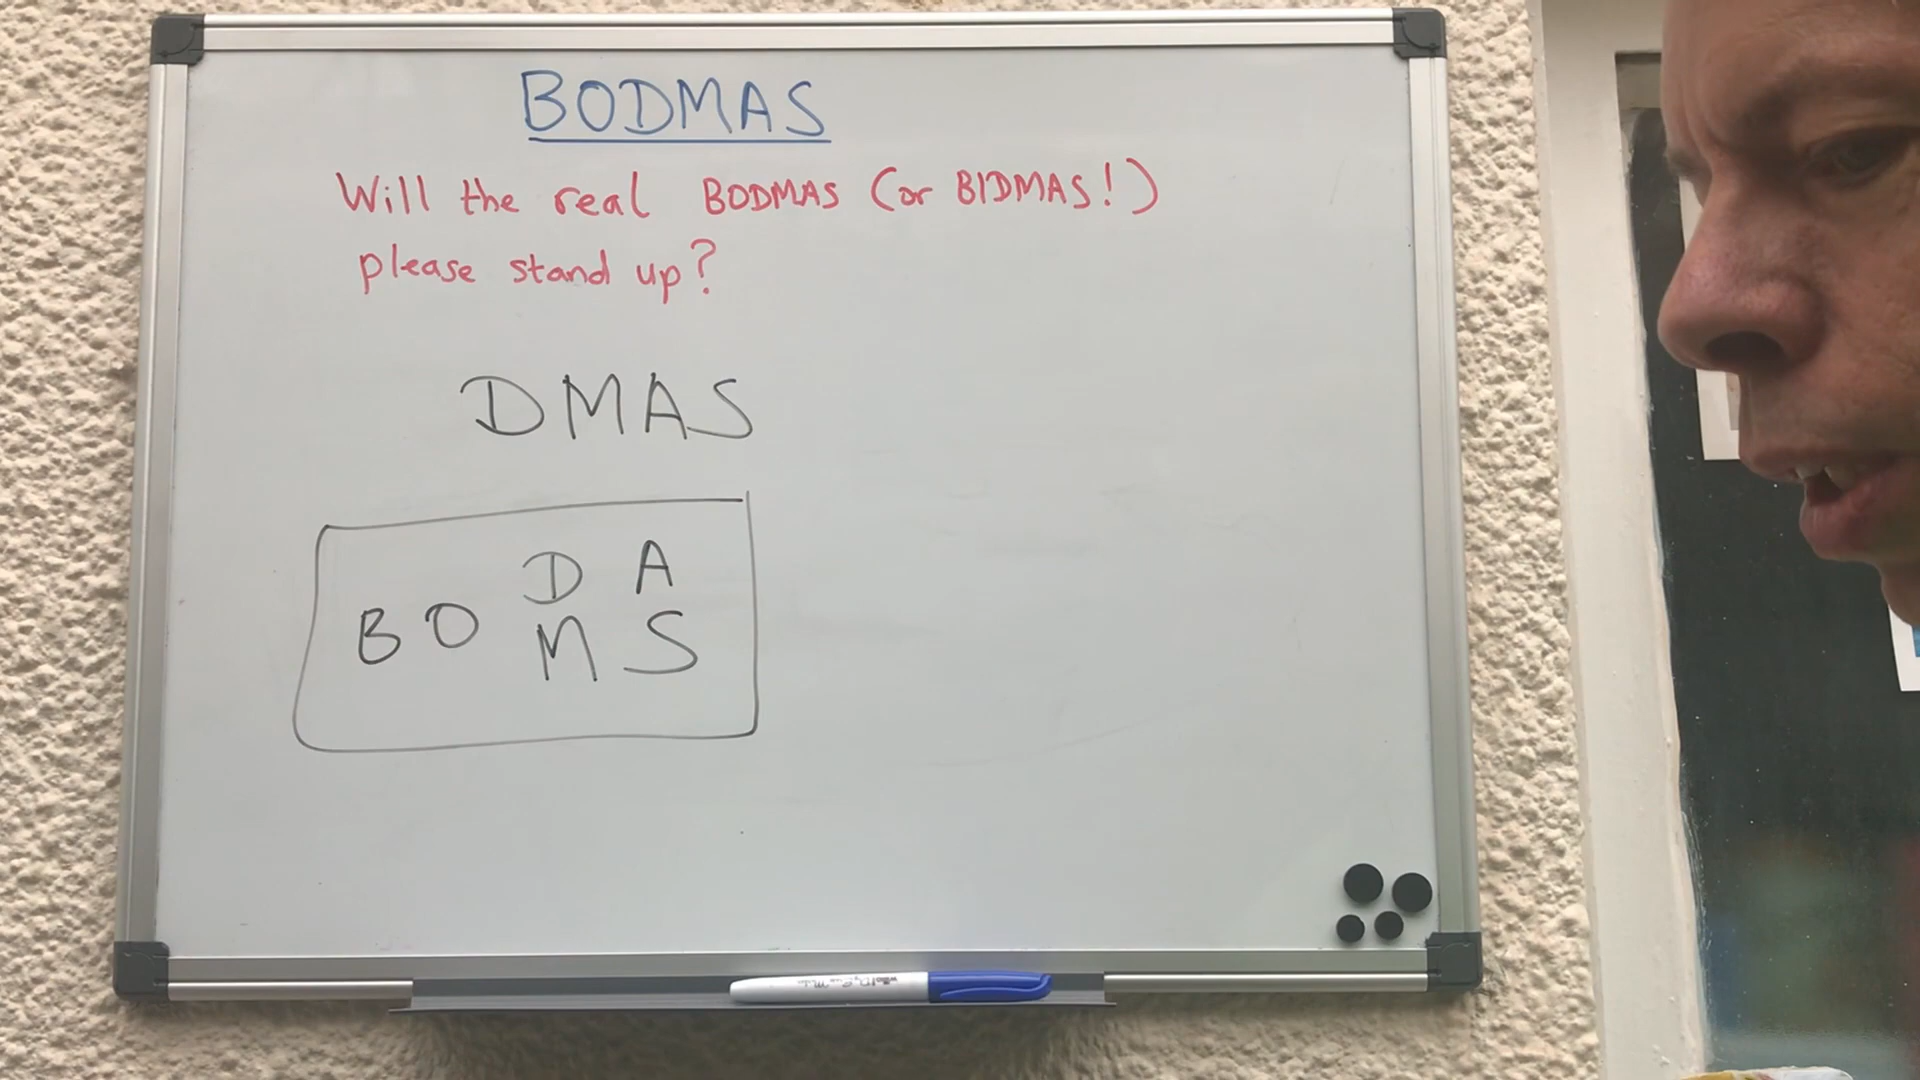 BODMAS
Will the real BODMAS (or BIDMAS!)
please stand up?
DMAS
D A
BO
M S